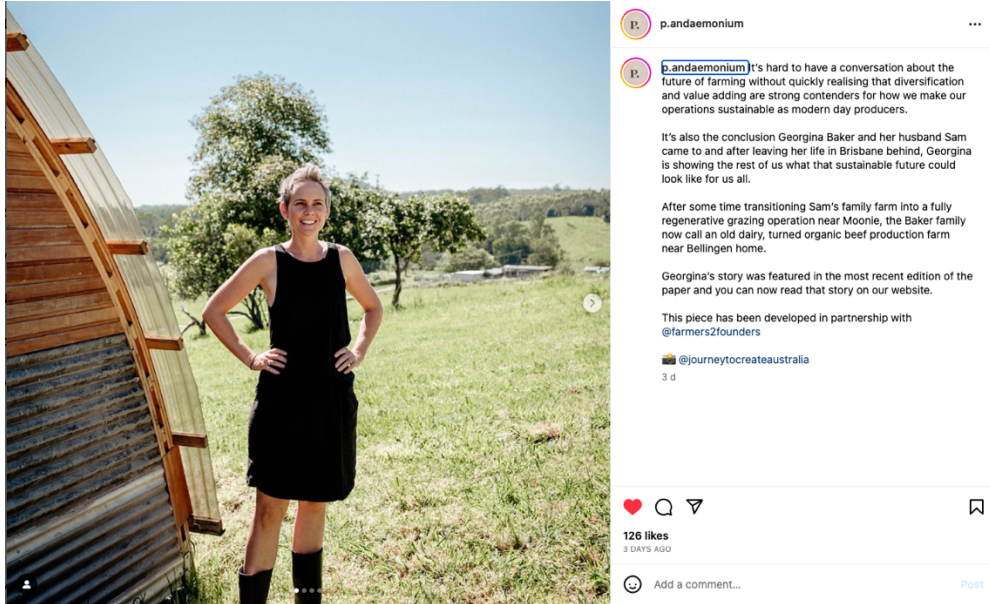 P.
p.andaemonium
P.
p.andaemonium It's hard to have a conversation about the
future of farming without quickly realising that diversification
and value adding are strong contenders for how we make our
operations sustainable as modern day producers.
It's also the conclusion Georgina Baker and her husband Sam
came to and after leaving her life in Brisbane behind, Georgina
is showing the rest of us what that sustainable future could
look like for us all.
After some time transitioning Sam's family farm into a fully
regenerative grazing operation near Moonie, the Baker family
now call an old dairy, turned organic beef production farm
near Bellingen home.
Georgina's story was featured in the most recent edition of the
paper and you can now read that story on our website.
This piece has been developed in partnership with
@farmers2founders
📸 @journeytocreateaustralia
3 d
126 likes
3 DAYS AGO
Add a comment... Post